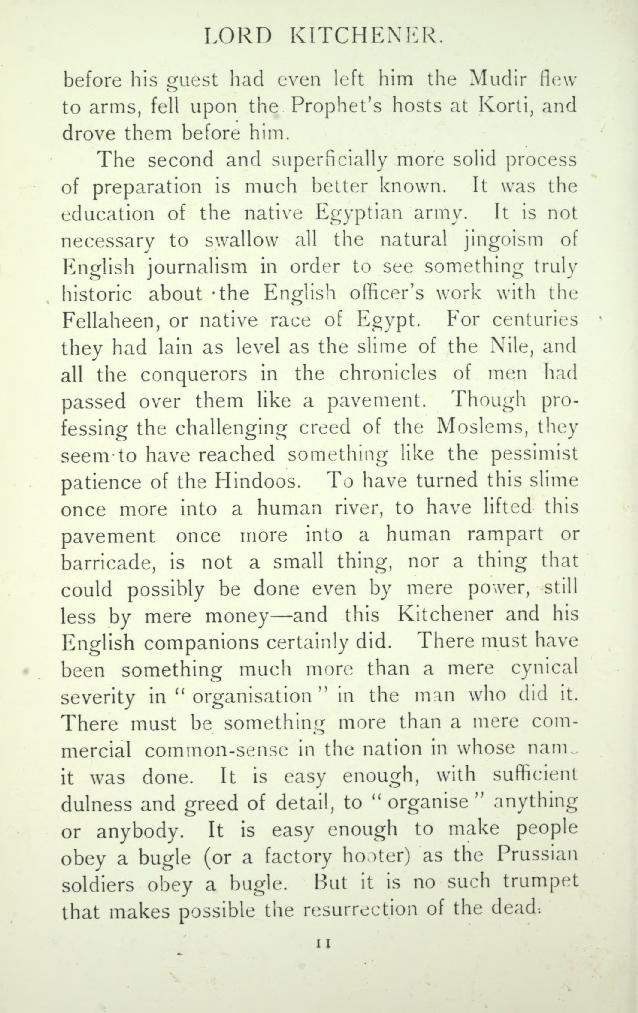 LORD KITCHENER.
before his guest had even left him the Mudir flew
to arms, fell upon the Prophet's hosts at Korti, and
drove them before him.
The second and superficially more solid process
of preparation is much better known. It was the
education of the native Egyptian army. It is not
necessary to swallow all the natural jingoism of
English journalism in order to see something truly
historic about the English officer's work with the
Fellaheen, or native race of Egypt. For centuries
they had lain as level as the slime of the Nile, and
all the conquerors in the chronicles of men had
passed over them like a pavement. Though pro-
fessing the challenging creed of the Moslems, they
seem to have reached something like the pessimist
patience of the Hindoos. To have turned this slime
once more into a human river, to have lifted this
pavement once more into a human rampart or
barricade, is not a small thing, nor a thing that
could possibly be done even by mere power, still
less by mere money—and this Kitchener and his
English companions certainly did. There must have
been something much more than a mere cynical
severity in “ organisation ” in the man who did it.
There must be something more than a mere com-
mercial common-sense in the nation in whose name
it was done. It is easy enough, with sufficient
dulness and greed of detail, to “ organise ” anything
or anybody. It is easy enough to make people
obey a bugle (or a factory hooter) as the Prussian
soldiers obey a bugle. But it is no such trumpet
that makes possible the resurrection of the dead.
11